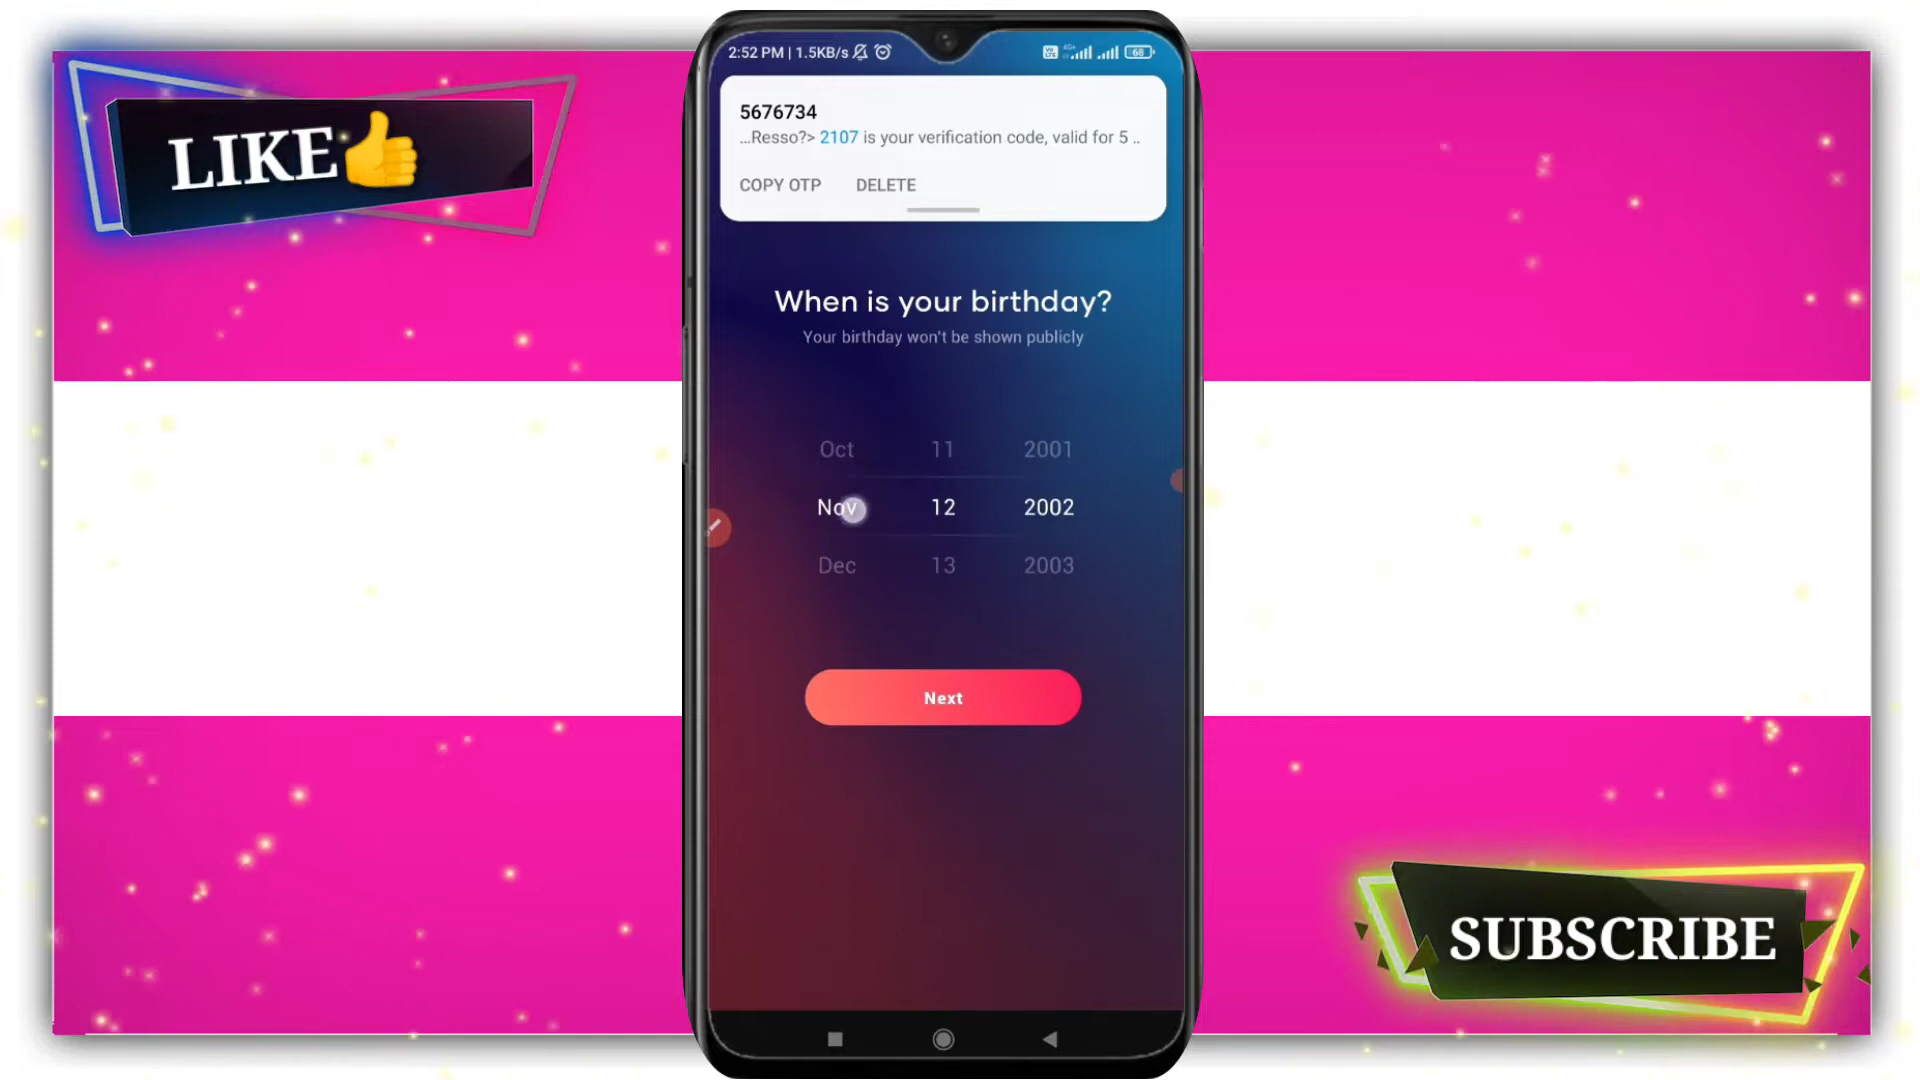 LIKE👍
2:52 PM | 1.5KB/s
4G+
68
5676734
...Resso?> 2107 is your verification code, valid for 5 ..
COPY OTP DELETE
When is your birthday?
Your birthday won't be shown publicly
Oct 11 2001
Nov 12 2002
Dec 13 2003
Next
SUBSCRIBE